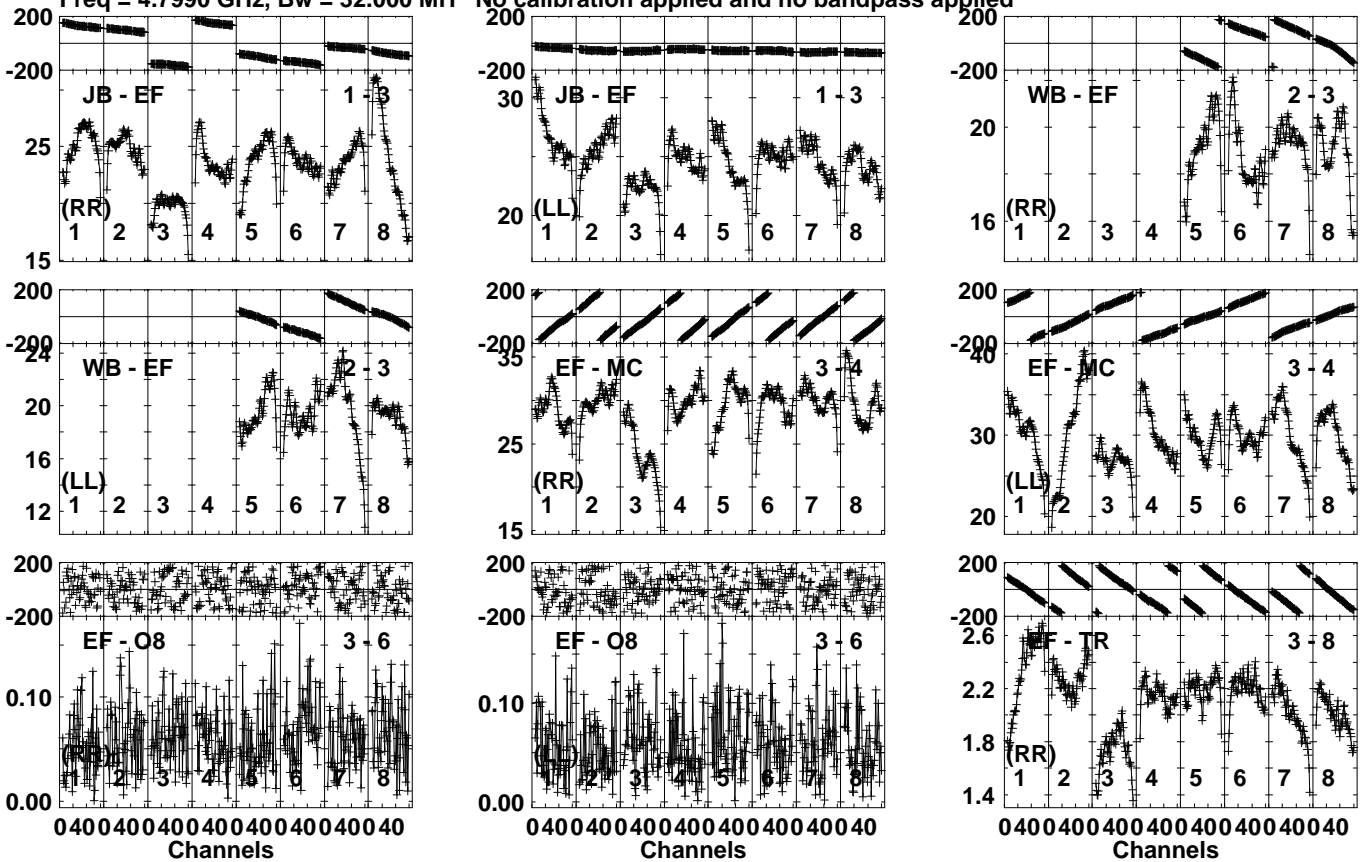 Freq = 4.7990 GHz, Bw = 32.000 MH No calibration applied and no bandpass applied
200 200 200
-200 -200 -200
JB - EF 1 - 3 JB - EF 1 - 3 WB - EF 2 - 3
30
25 20
20
(RR) (LL) (RR) 16
1 2 3 4 5 6 7 8 1 2 3 4 5 6 7 8 1 2 3 4 5 6 7 8
15
200 200 200
-200 -200 -200
24 35 40
WB - EF 2 - 3 EF - MC 3 - 4 EF - MC 3 - 4
20
25 30
16
(LL) (RR) (LL)
1 2 3 4 5 6 7 8 1 2 3 4 5 6 7 8 1 2 3 4 5 6 7 8
12 15 20
200 200 200
-200 -200 -200
EF - O8 3 - 6 EF - O8 3 - 6 EF - TR 3 - 8
2.6
0.10 0.10 2.2
(RR) (LL) (RR) 1.8
1 2 3 4 5 6 7 8 1 2 3 4 5 6 7 8 1 2 3 4 5 6 7 8
0.00 0.00 1.4
0 40 0 40 0 40 0 40 0 40 0 40 0 40 0 40 0 40 0 40 0 40 0 40 0 40 0 40 0 40 0 40 0 40 0 40 0 40 0 40 0 40 0 40 0 40 0 40
Channels Channels Channels